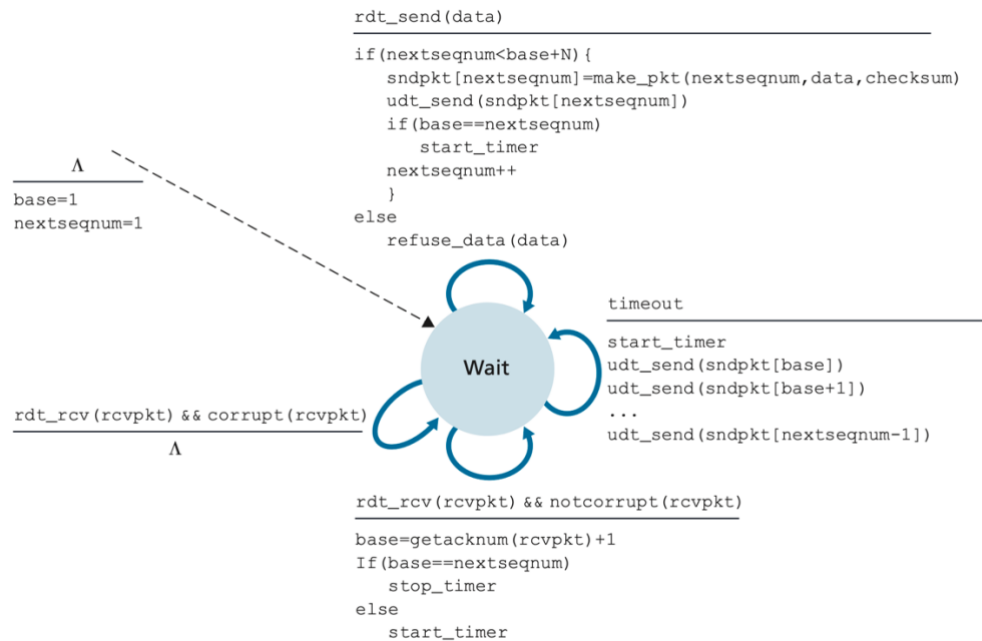 rdt_send(data)
if(nextseqnum<base+N){
sndpkt[nextseqnum]=make_pkt(nextseqnum,data,checksum)
udt_send(sndpkt[nextseqnum])
if(base==nextseqnum)
start_timer
nextseqnum++
}
else
refuse_data(data)
Λ
base=1
nextseqnum=1
Wait
timeout
start_timer
udt_send(sndpkt[base])
udt_send(sndpkt[base+1])
...
udt_send(sndpkt[nextseqnum-1])
rdt_rcv(rcvpkt) && corrupt(rcvpkt)
Λ
rdt_rcv(rcvpkt) && notcorrupt(rcvpkt)
base=getacknum(rcvpkt)+1
If(base==nextseqnum)
stop_timer
else
start_timer